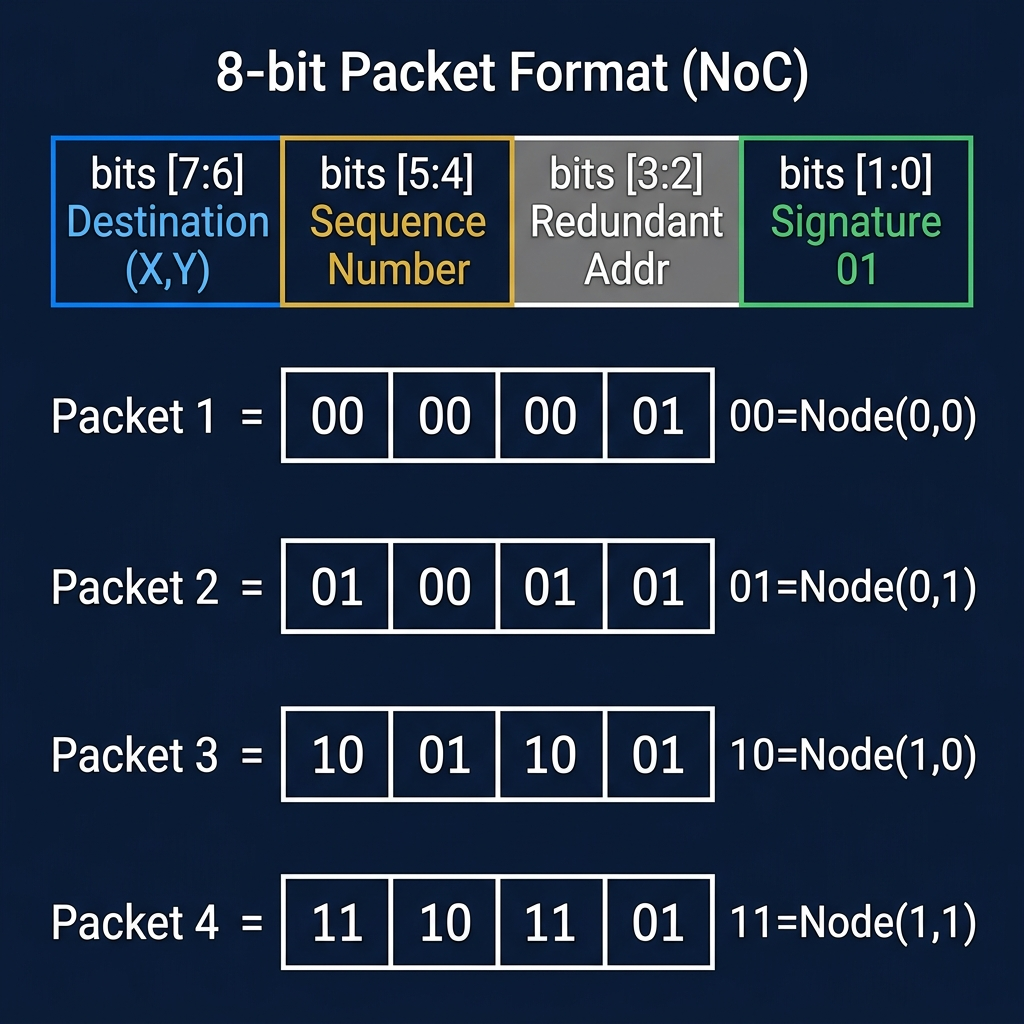 8-bit Packet Format (NoC)
bits [7:6] bits [5:4] bits [3:2] bits [1:0]
Destination Sequence Redundant Signature
(X,Y) Number Addr 01
Packet 1 = 00 00 00 01 00=Node(0,0)
Packet 2 = 01 00 01 01 01=Node(0,1)
Packet 3 = 10 01 10 01 10=Node(1,0)
Packet 4 = 11 10 11 01 11=Node(1,1)